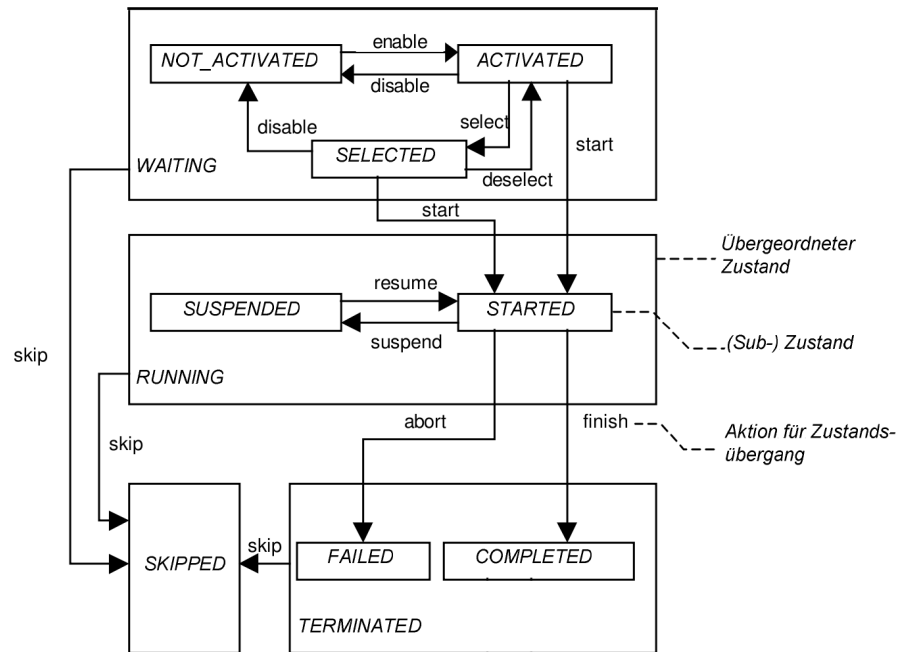 enable
NOT_ACTIVATED
ACTIVATED
disable
select
disable
start
SELECTED
WAITING
deselect
start
Übergeordneter
Zustand
resume
SUSPENDED
STARTED
suspend
(Sub-) Zustand
skip
RUNNING
abort
finish
Aktion für Zustands-
übergang
skip
skip
FAILED
COMPLETED
SKIPPED
TERMINATED